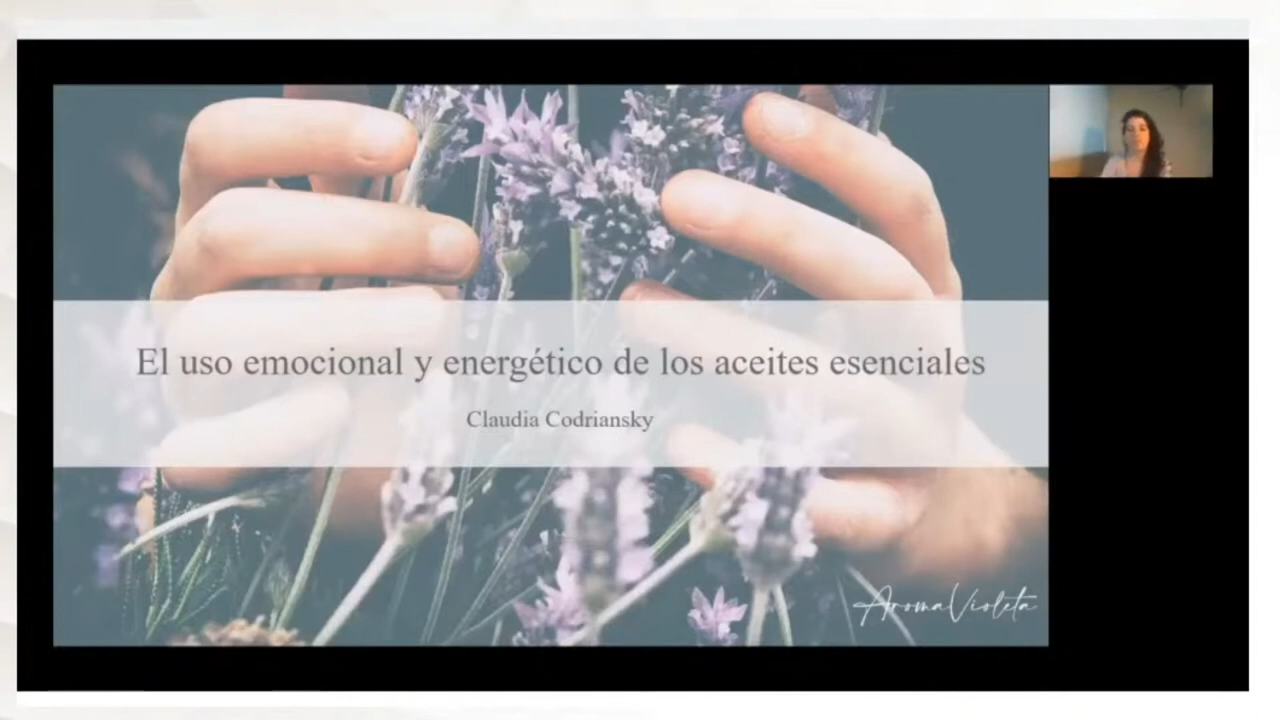 El uso emocional y energético de los aceites esenciales
Claudia Codriansky
AromaVioleta